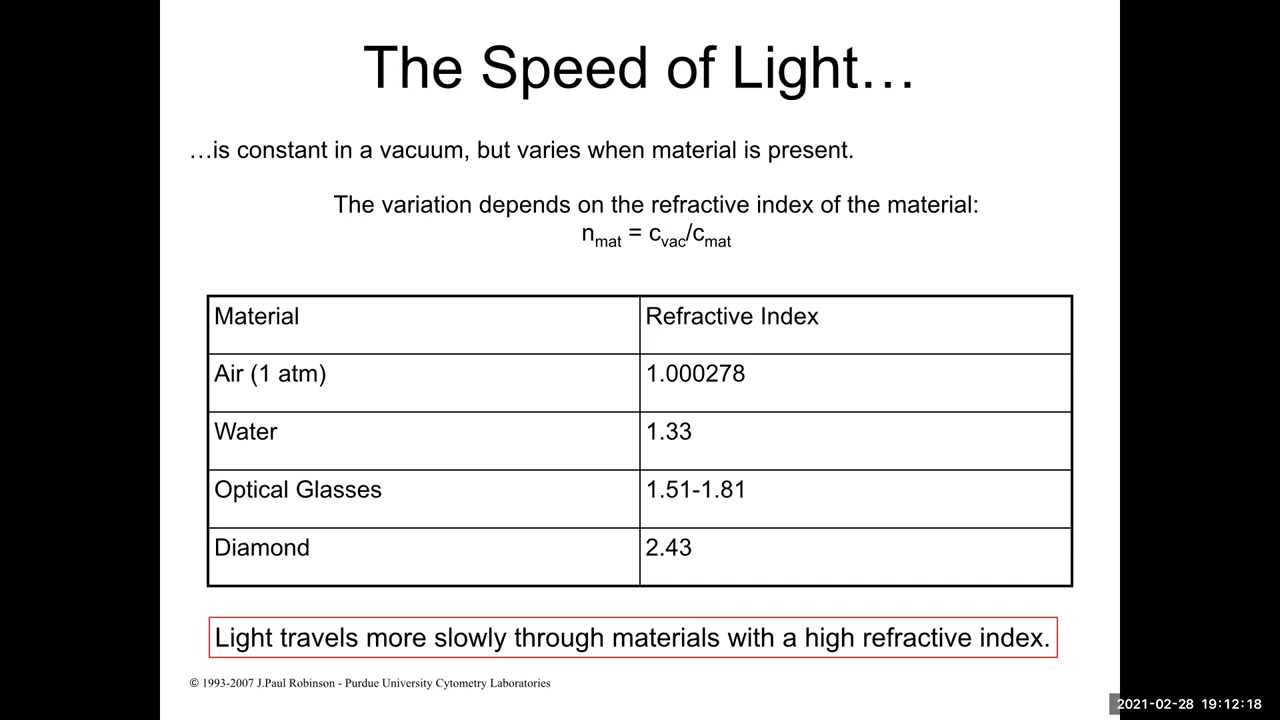 The Speed of Light…
…is constant in a vacuum, but varies when material is present.
The variation depends on the refractive index of the material:
nmat = cvac/cmat
Material Refractive Index
Air (1 atm) 1.000278
Water 1.33
Optical Glasses 1.51-1.81
Diamond 2.43
Light travels more slowly through materials with a high refractive index.
© 1993-2007 J.Paul Robinson - Purdue University Cytometry Laboratories
2021-02-28 19:12:18